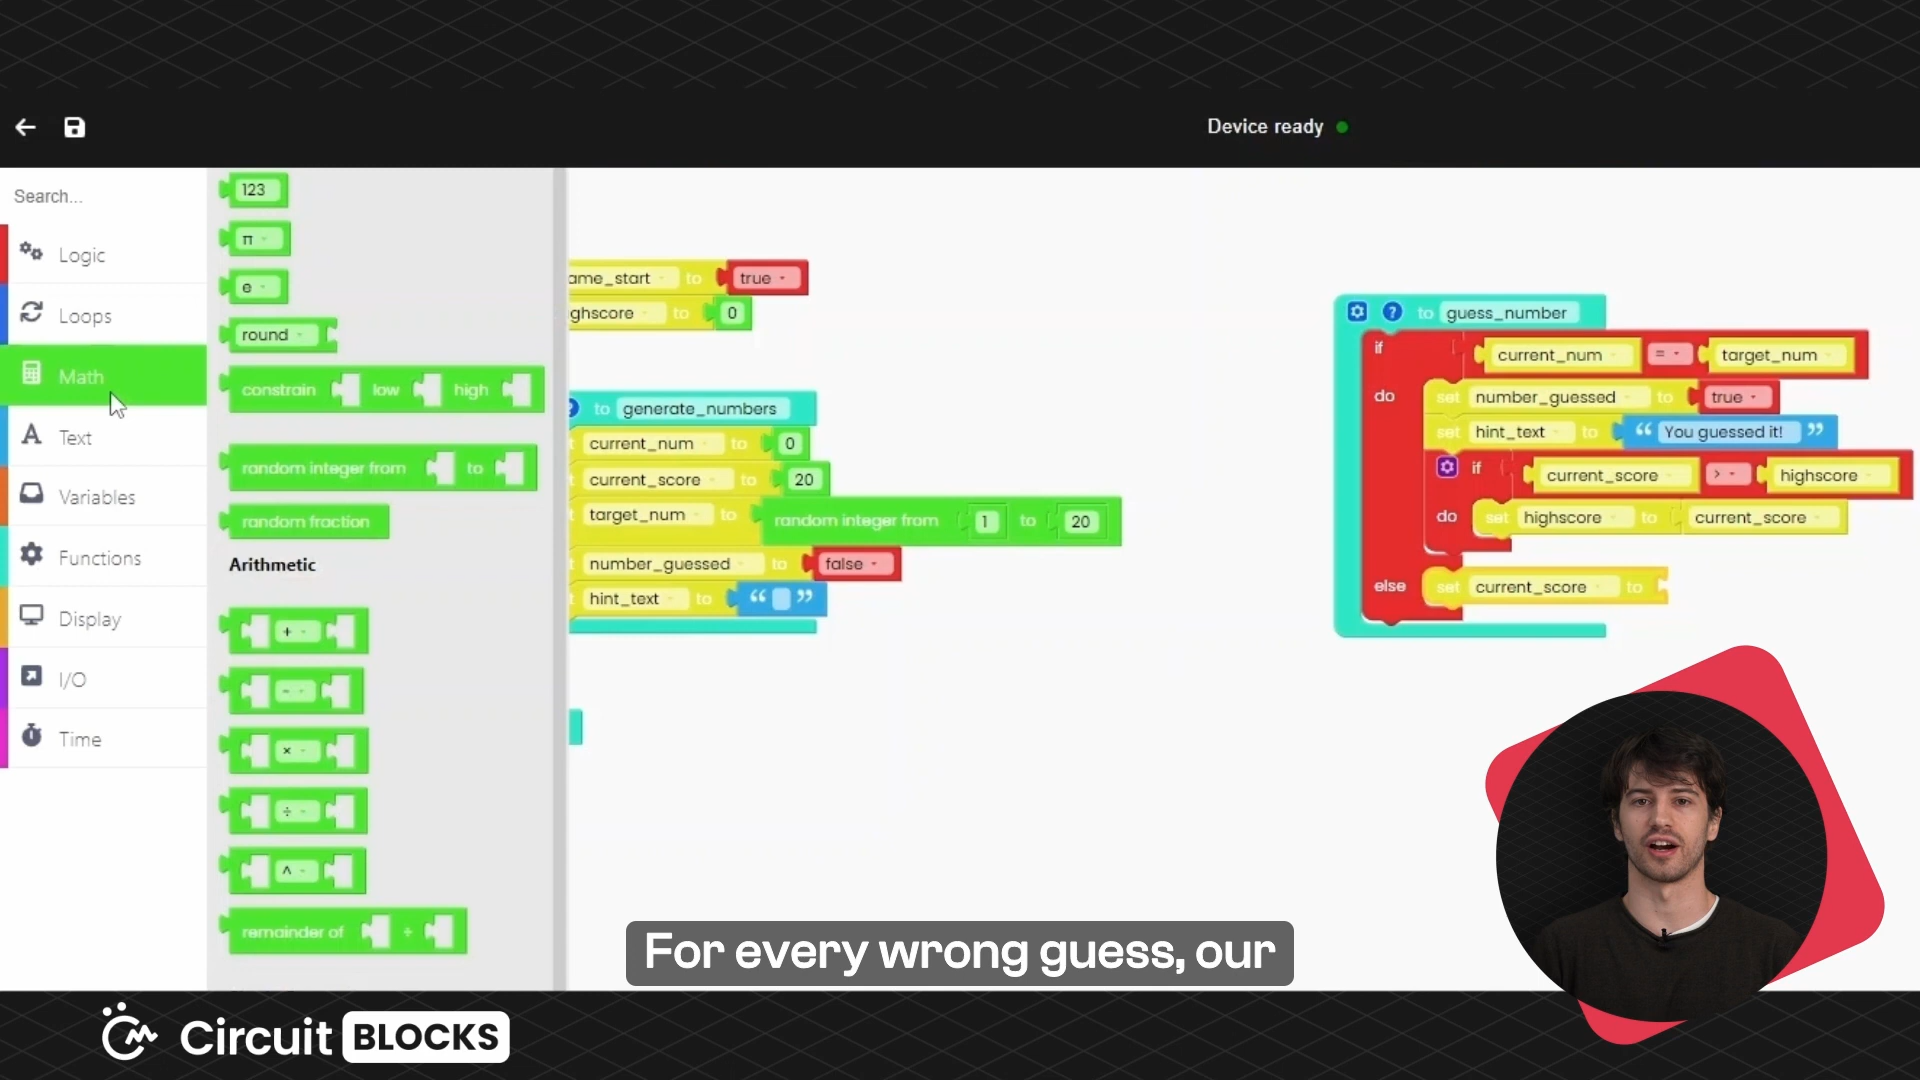 Device ready
Search...
Logic
Loops
Math
Text
Variables
Functions
Display
I/O
Time
123
π
e
round
constrain low high
random integer from to
random fraction
Arithmetic
+
-
×
÷
^
remainder of ÷
ame_start to true
ghscore to 0
to generate_numbers
current_num to 0
current_score to 20
target_num to random integer from 1 to 20
number_guessed to false
hint_text to “ ”
? to guess_number
if current_num = target_num
do set number_guessed to true
set hint_text to “ You guessed it! ”
if current_score > highscore
do set highscore to current_score
else set current_score to
For every wrong guess, our
Circuit BLOCKS